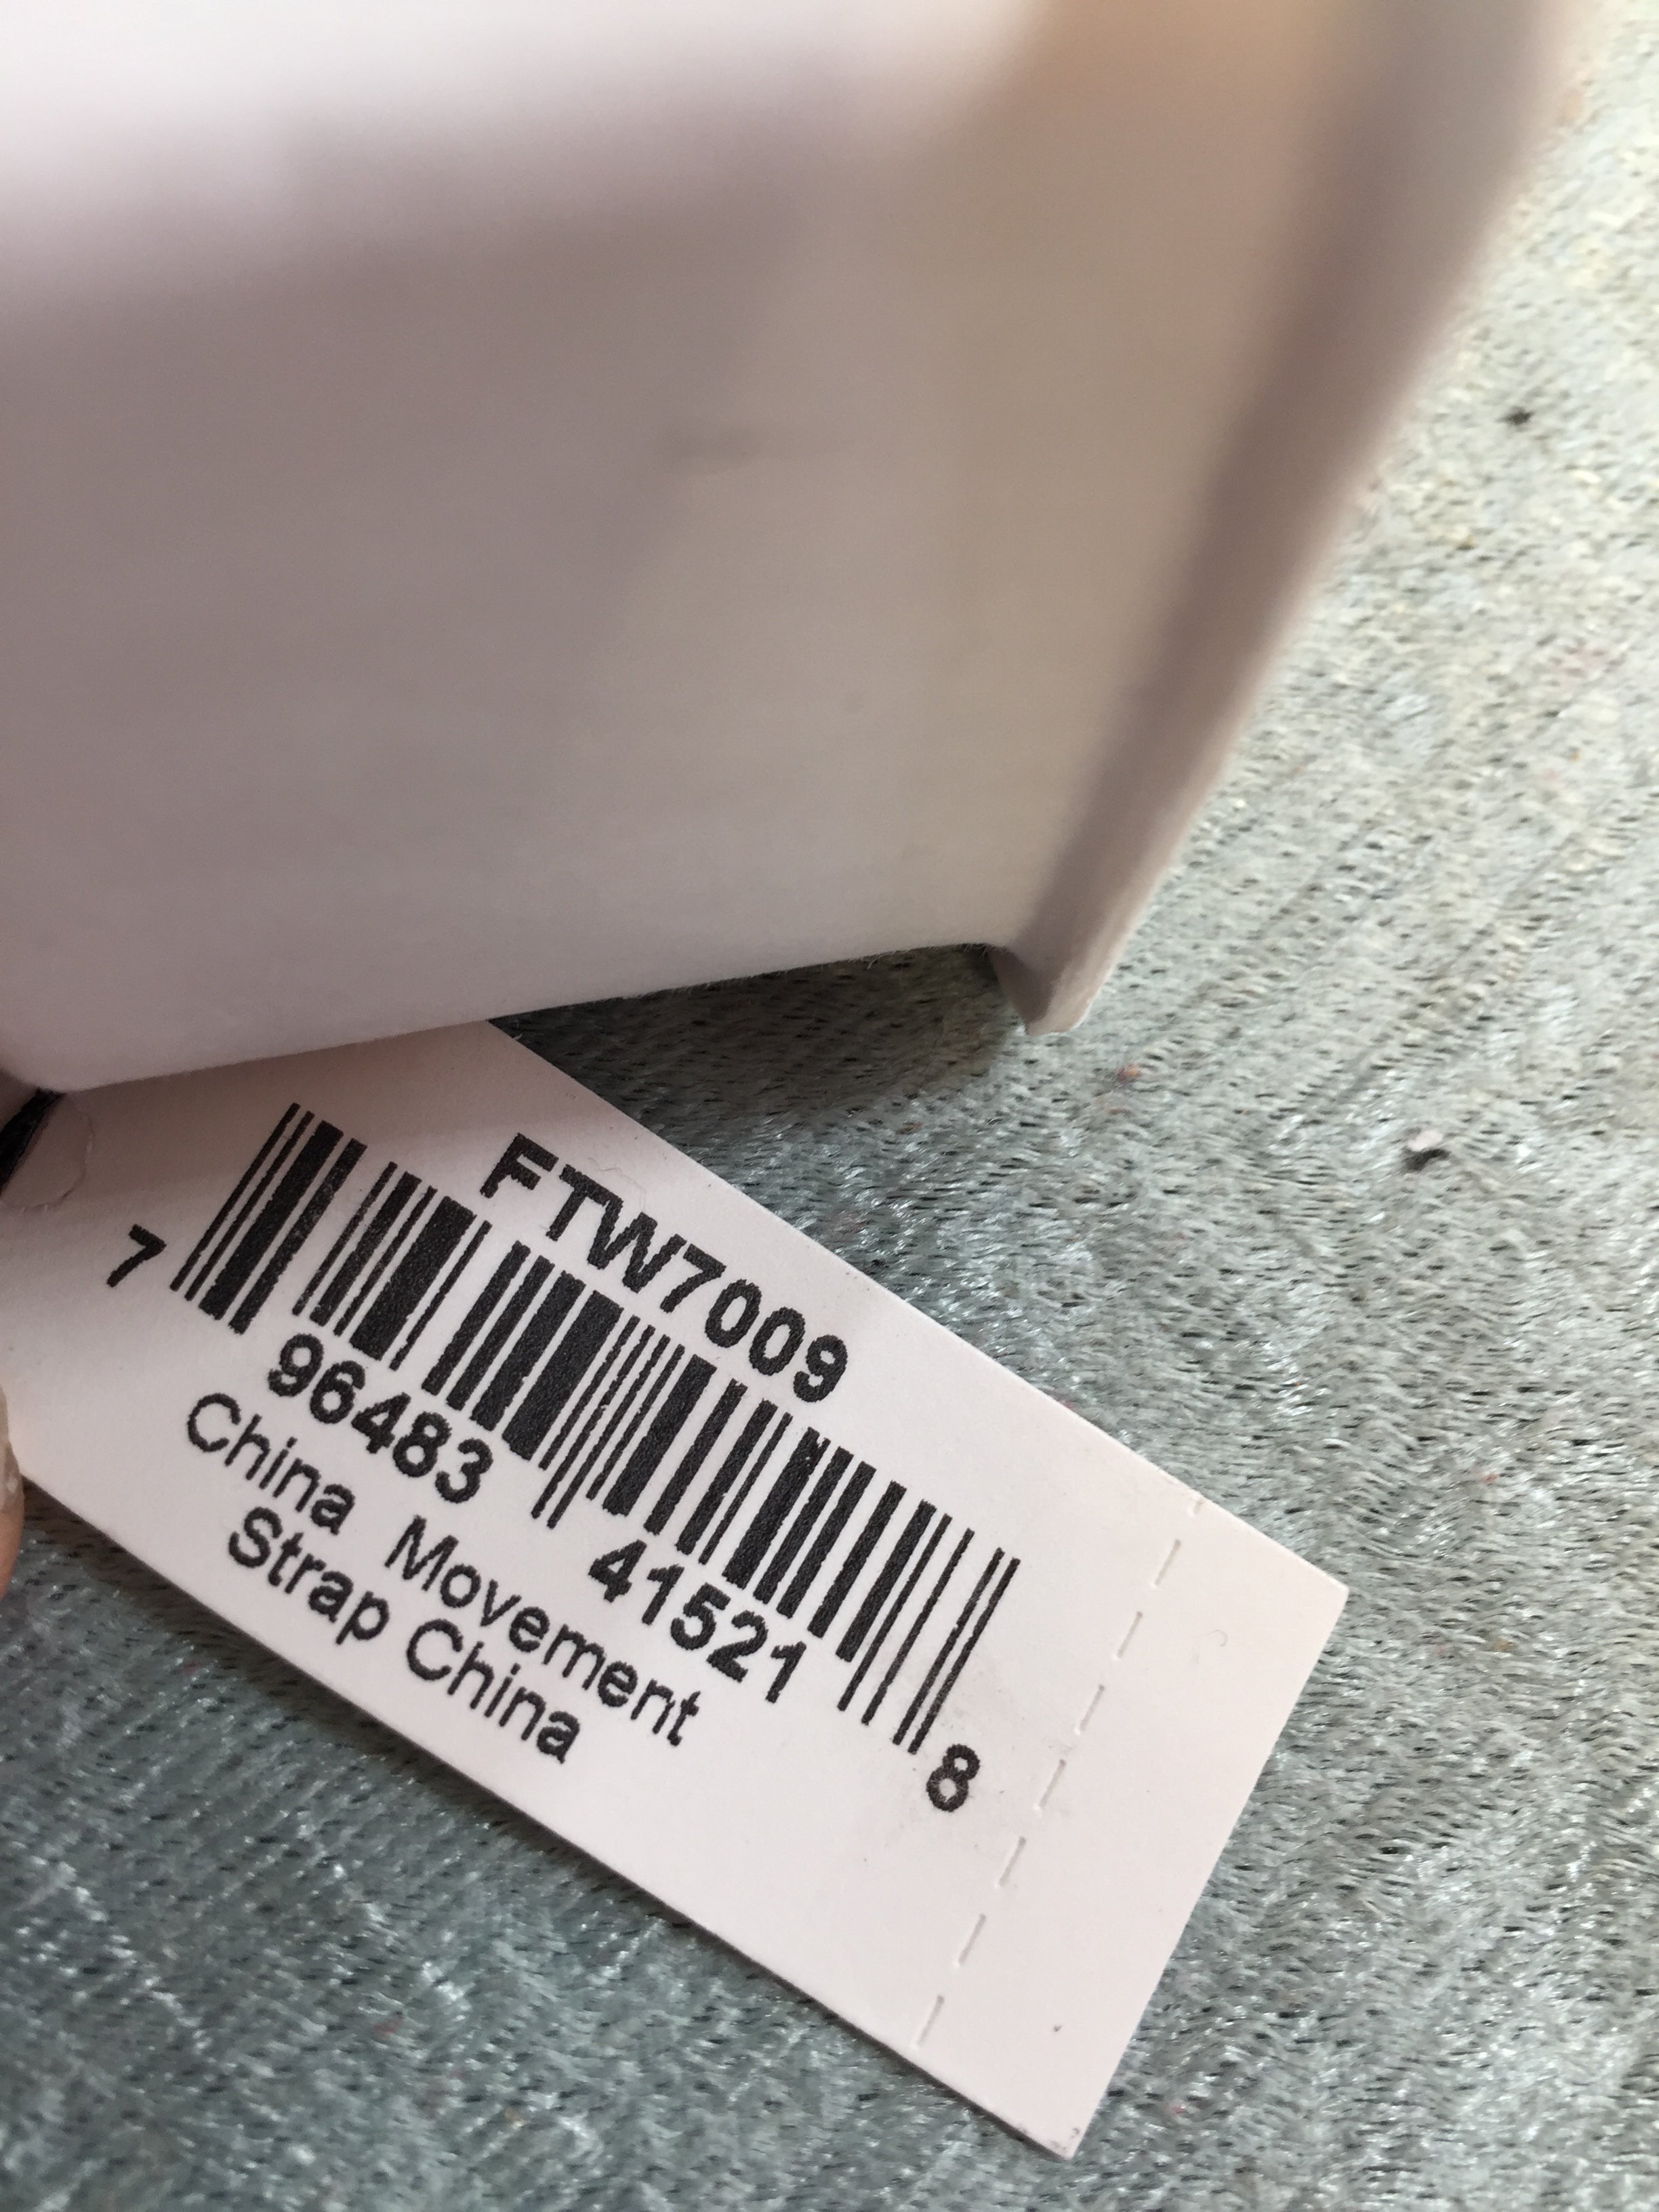 FTW7009
7 96483 41521 8
China Movement
Strap China